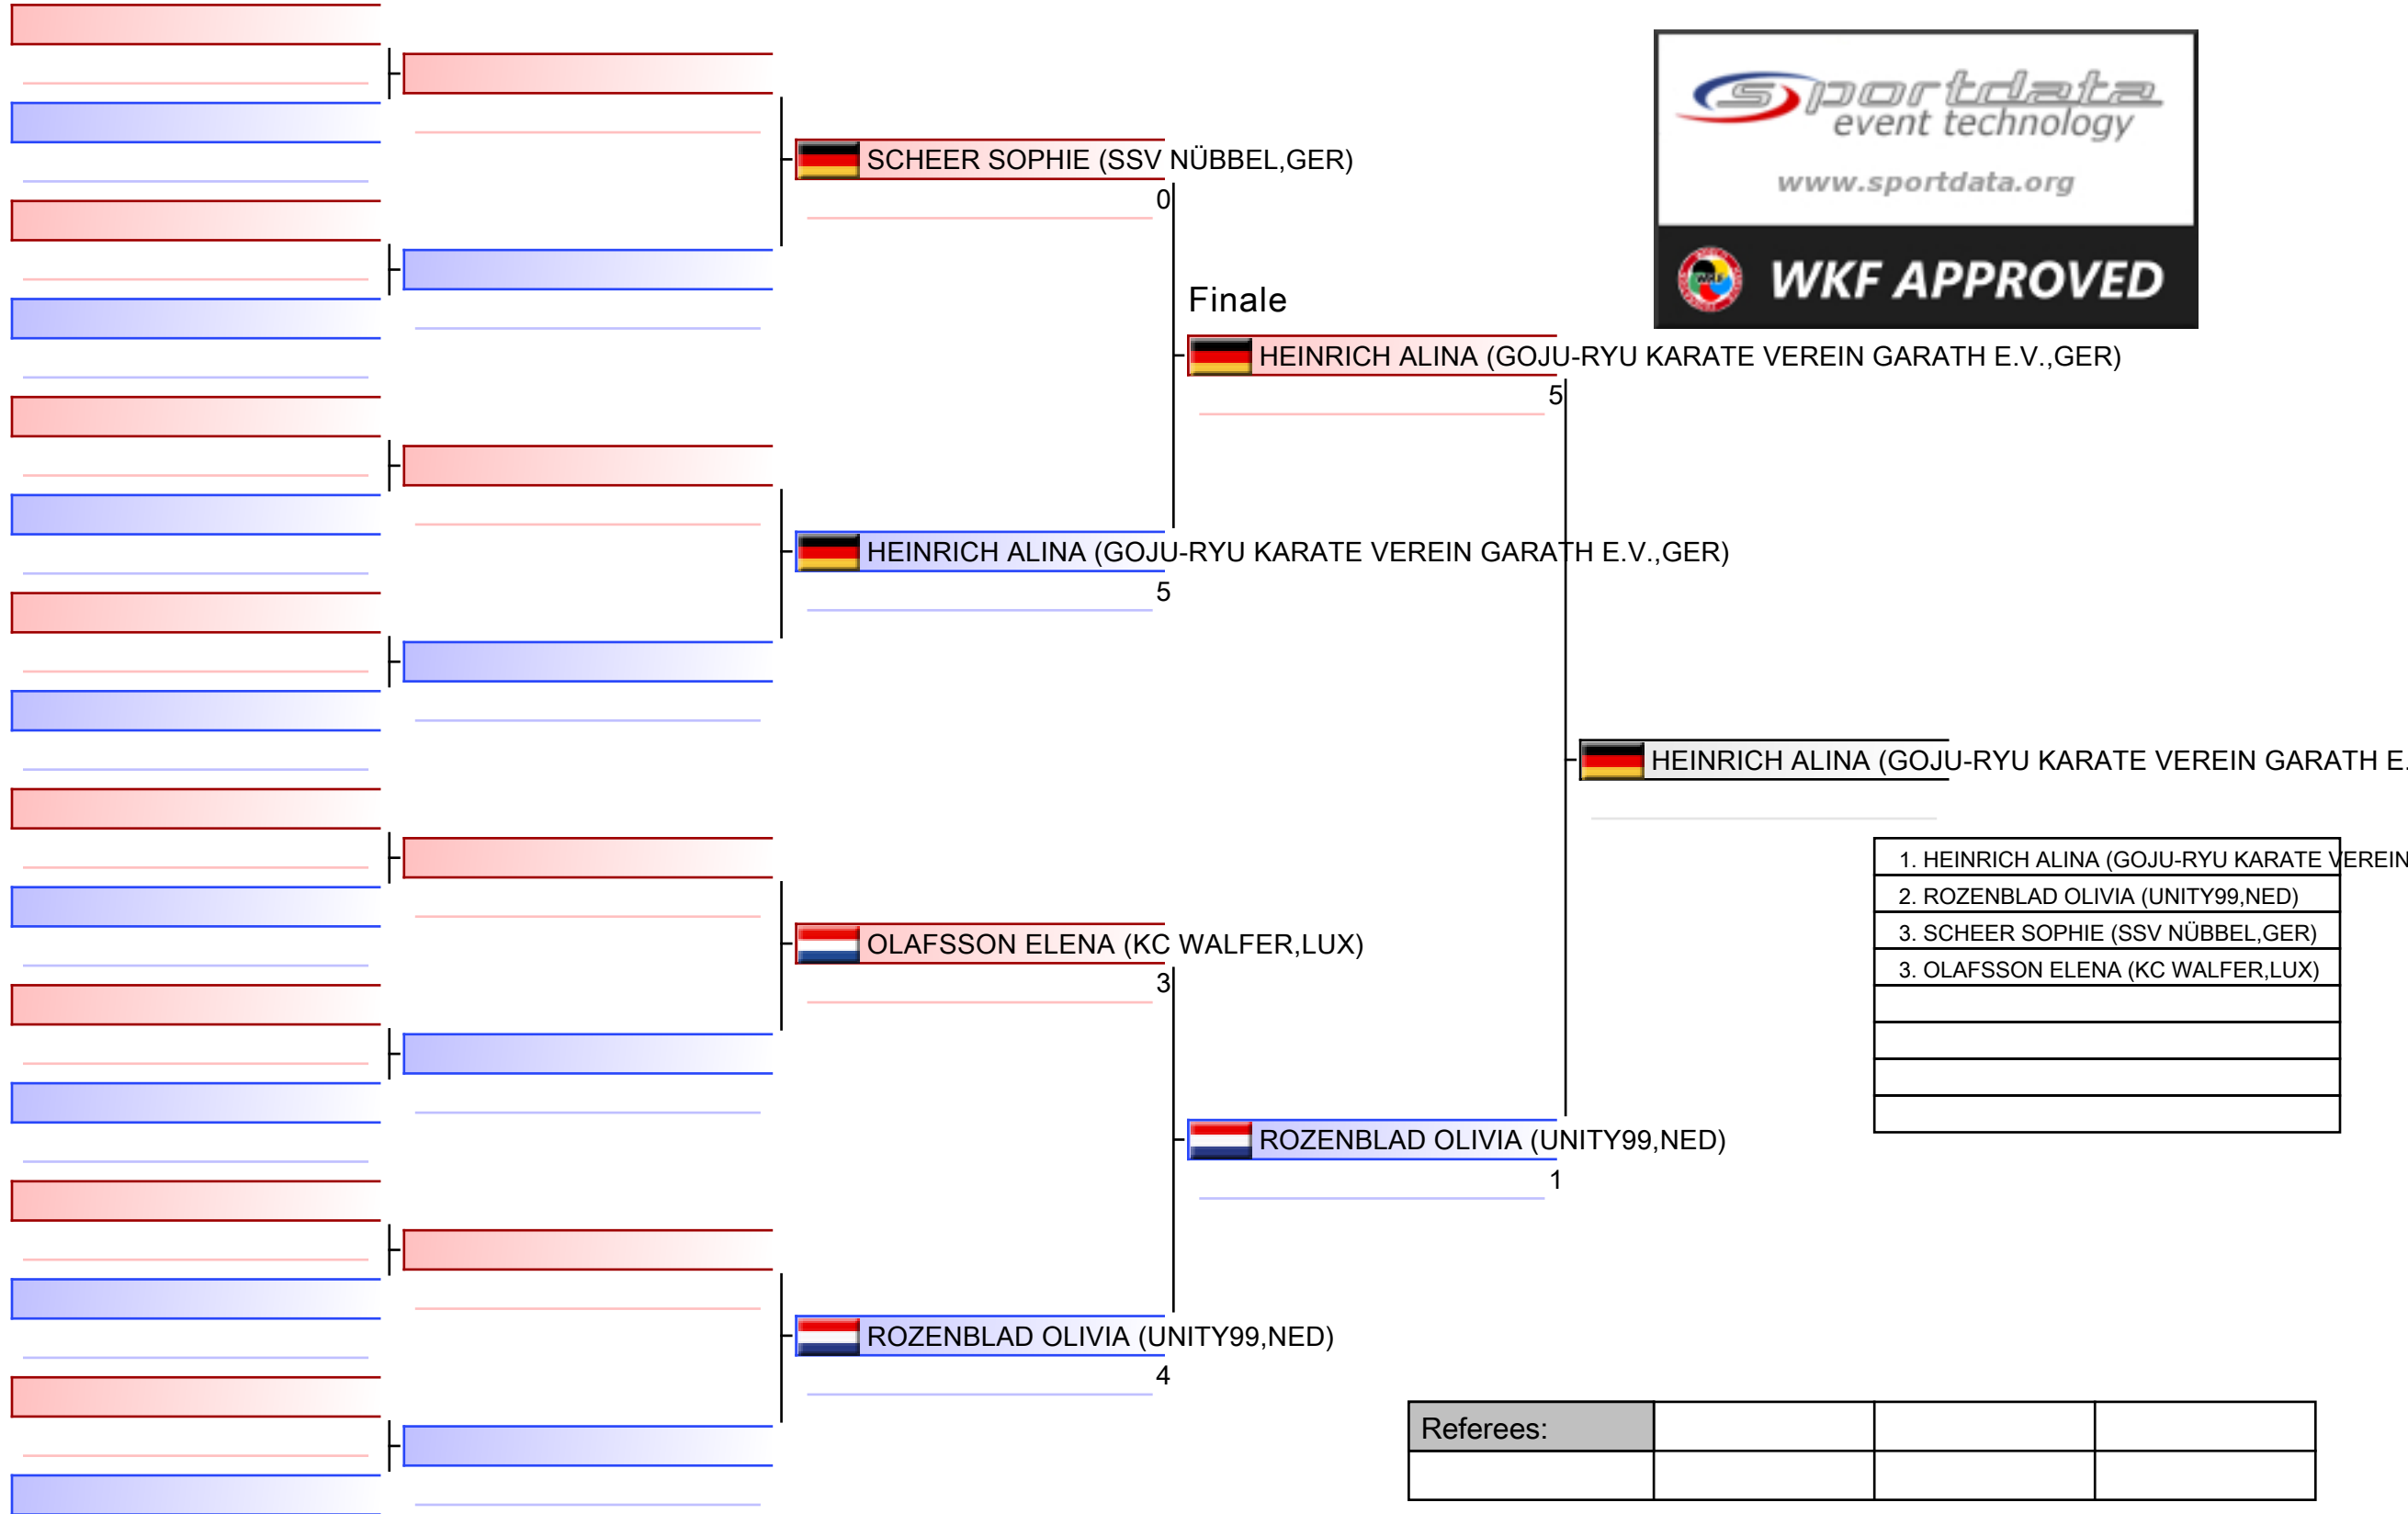 sportdata
event technology
www.sportdata.org
WKF APPROVED
SCHEER SOPHIE (SSV NÜBBEL,GER)
0
Finale
HEINRICH ALINA (GOJU-RYU KARATE VEREIN GARATH E.V.,GER)
5
HEINRICH ALINA (GOJU-RYU KARATE VEREIN GARATH E.V.,GER)
5
HEINRICH ALINA (GOJU-RYU KARATE VEREIN GARATH E.
1. HEINRICH ALINA (GOJU-RYU KARATE VEREIN
2. ROZENBLAD OLIVIA (UNITY99,NED)
3. SCHEER SOPHIE (SSV NÜBBEL,GER)
3. OLAFSSON ELENA (KC WALFER,LUX)
OLAFSSON ELENA (KC WALFER,LUX)
3
ROZENBLAD OLIVIA (UNITY99,NED)
1
ROZENBLAD OLIVIA (UNITY99,NED)
4
Referees: